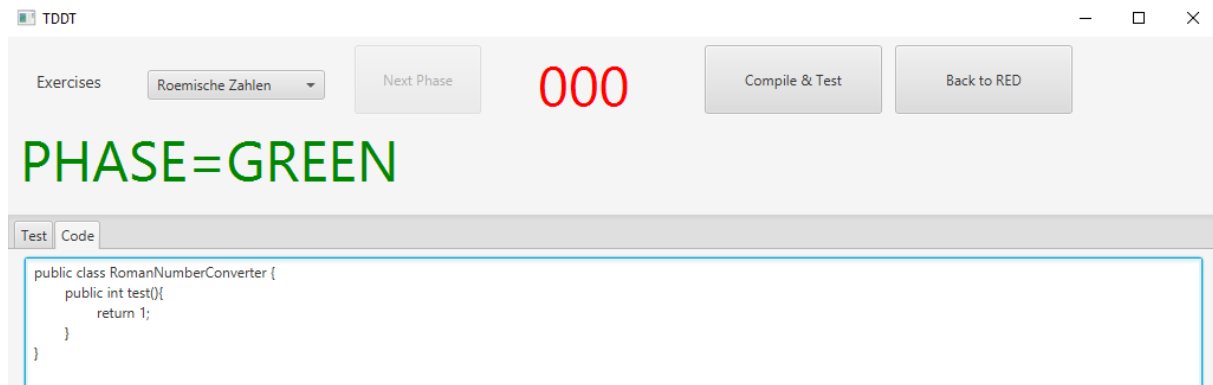 TDDT
Exercises Roemische Zahlen Next Phase 000 Compile & Test Back to RED
PHASE=GREEN
Test Code
public class RomanNumberConverter {
public int test(){
return 1;
}
}